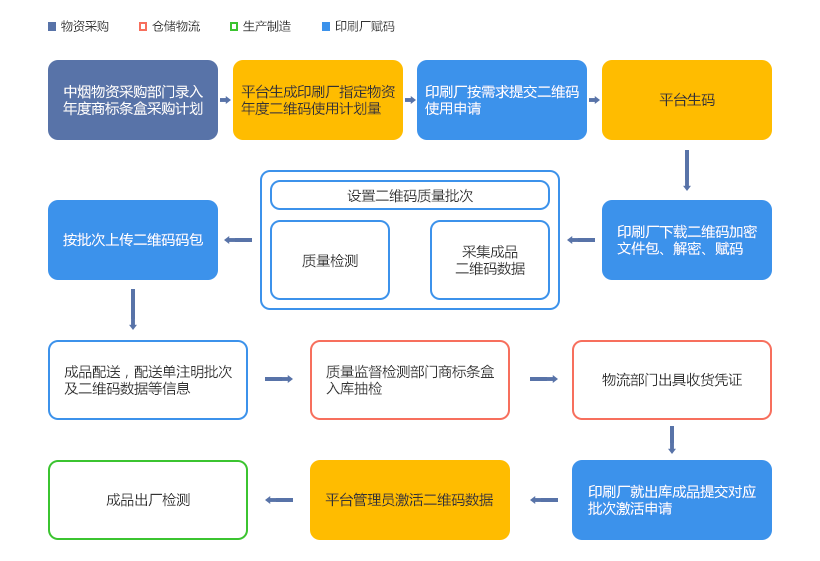 物资采购
仓储物流
生产制造
印刷厂赋码
中烟物资采购部门录入
年度商标条盒采购计划
平台生成印刷厂指定物资
年度二维码使用计划量
印刷厂按需求提交二维码
使用申请
平台生码
印刷厂下载二维码加密
文件包、解密、赋码
设置二维码质量批次
质量检测
采集成品
二维码数据
按批次上传二维码码包
成品配送，配送单注明批次
及二维码数据等信息
质量监督检测部门商标条盒
入库抽检
物流部门出具收货凭证
印刷厂就出库成品提交对应
批次激活申请
平台管理员激活二维码数据
成品出厂检测